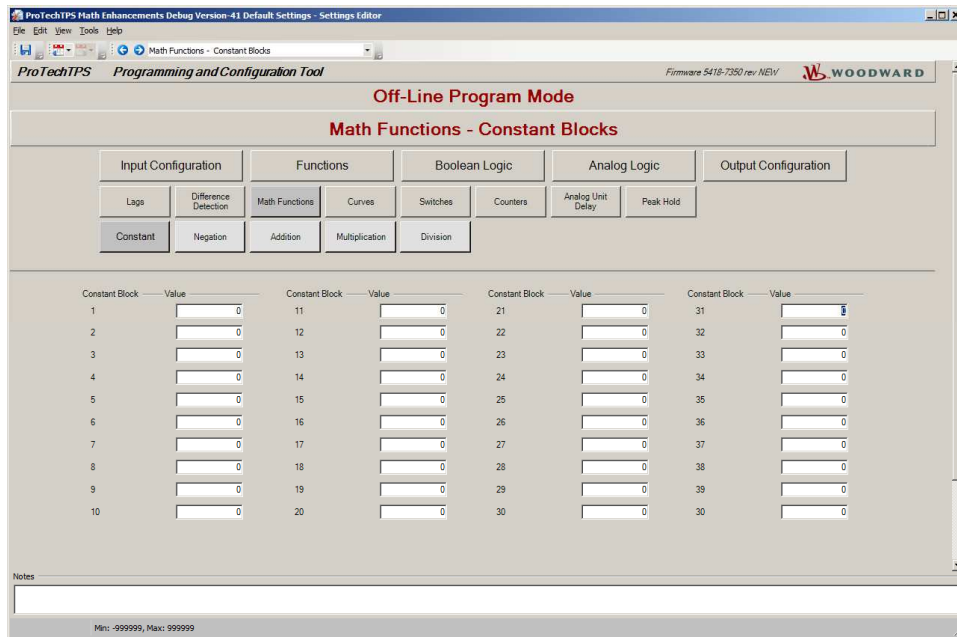 ProTechTPS Math Enhancements Debug Version-41 Default Settings - Settings Editor
File Edit View Tools Help
Math Functions - Constant Blocks
ProTechTPS Programming and Configuration Tool Firmware 5418-7350 rev NEW WOODWARD
Off-Line Program Mode
Math Functions - Constant Blocks
Input Configuration Functions Boolean Logic Analog Logic Output Configuration
Lags Difference Detection Math Functions Curves Switches Counters Analog Unit Delay Peak Hold
Constant Negation Addition Multiplication Division
Constant Block Value Constant Block Value Constant Block Value Constant Block Value
1 0 11 0 21 0 31 0
2 0 12 0 22 0 32 0
3 0 13 0 23 0 33 0
4 0 14 0 24 0 34 0
5 0 15 0 25 0 35 0
6 0 16 0 26 0 36 0
7 0 17 0 27 0 37 0
8 0 18 0 28 0 38 0
9 0 19 0 29 0 39 0
10 0 20 0 30 0 30 0
Notes
Min: -999999, Max: 999999